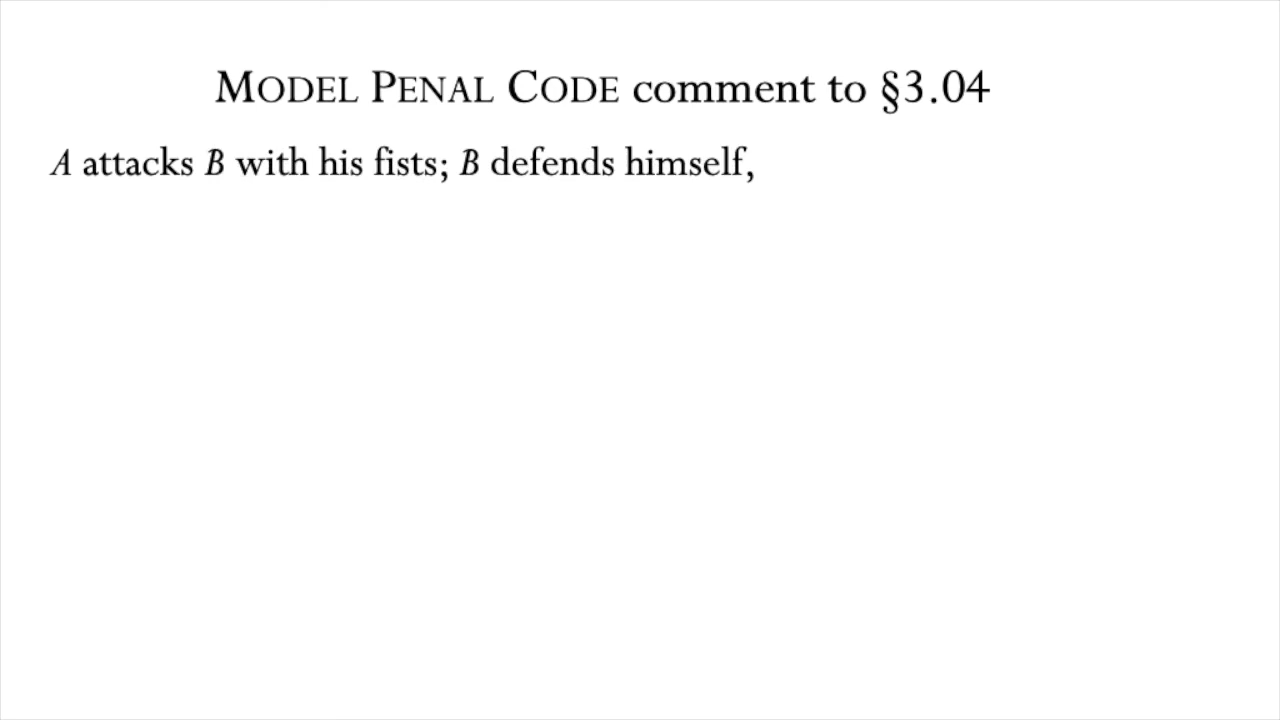 MODEL PENAL CODE comment to §3.04
A attacks B with his fists; B defends himself,